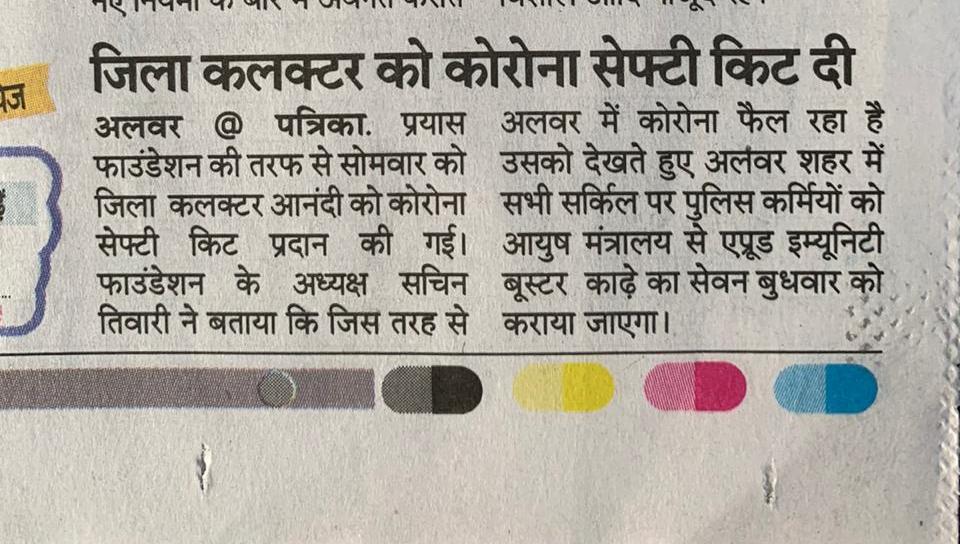 जिला कलक्टर को कोरोना सेफ्टी किट दी
अलवर @ पत्रिका. प्रयास
फाउंडेशन की तरफ से सोमवार को
जिला कलक्टर आनंदी को कोरोना
सेफ्टी किट प्रदान की गई।
फाउंडेशन के अध्यक्ष सचिन
तिवारी ने बताया कि जिस तरह से
अलवर में कोरोना फैल रहा है
उसको देखते हुए अलवर शहर में
सभी सर्किल पर पुलिस कर्मियों को
आयुष मंत्रालय से एप्रूड इम्यूनिटी
बूस्टर काढ़े का सेवन बुधवार को
कराया जाएगा।